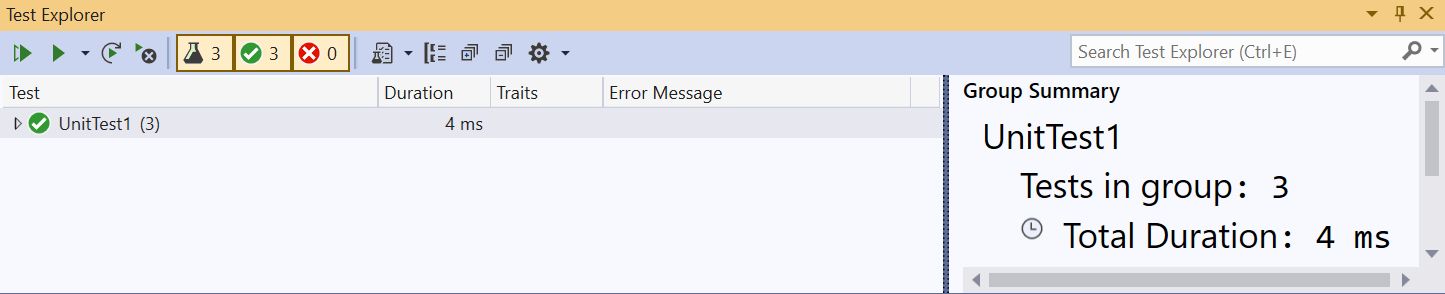 Test Explorer
3 3 0
Search Test Explorer (Ctrl+E)
Test Duration Traits Error Message
UnitTest1 (3) 4 ms
Group Summary
UnitTest1
Tests in group: 3
Total Duration: 4 ms